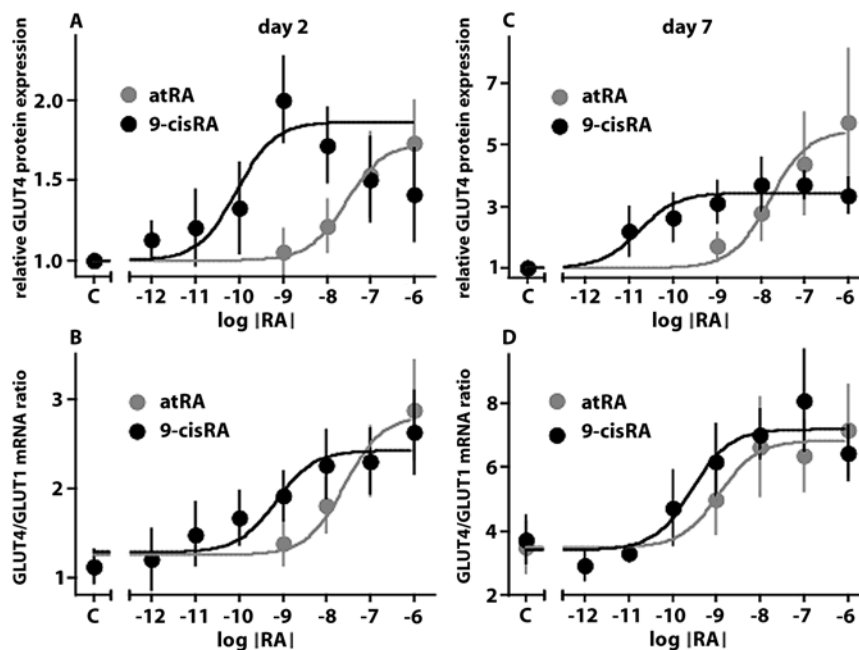 A
day 2
relative GLUT4 protein expression
2.0
1.5
1.0
atRA
9-cisRA
C
-12
-11
-10
-9
-8
-7
-6
log |RA|
C
day 7
relative GLUT4 protein expression
7
5
3
1
atRA
9-cisRA
C
-12
-11
-10
-9
-8
-7
-6
log |RA|
B
GLUT4/GLUT1 mRNA ratio
3
2
1
atRA
9-cisRA
C
-12
-11
-10
-9
-8
-7
-6
log |RA|
D
GLUT4/GLUT1 mRNA ratio
8
6
4
2
atRA
9-cisRA
C
-12
-11
-10
-9
-8
-7
-6
log |RA|